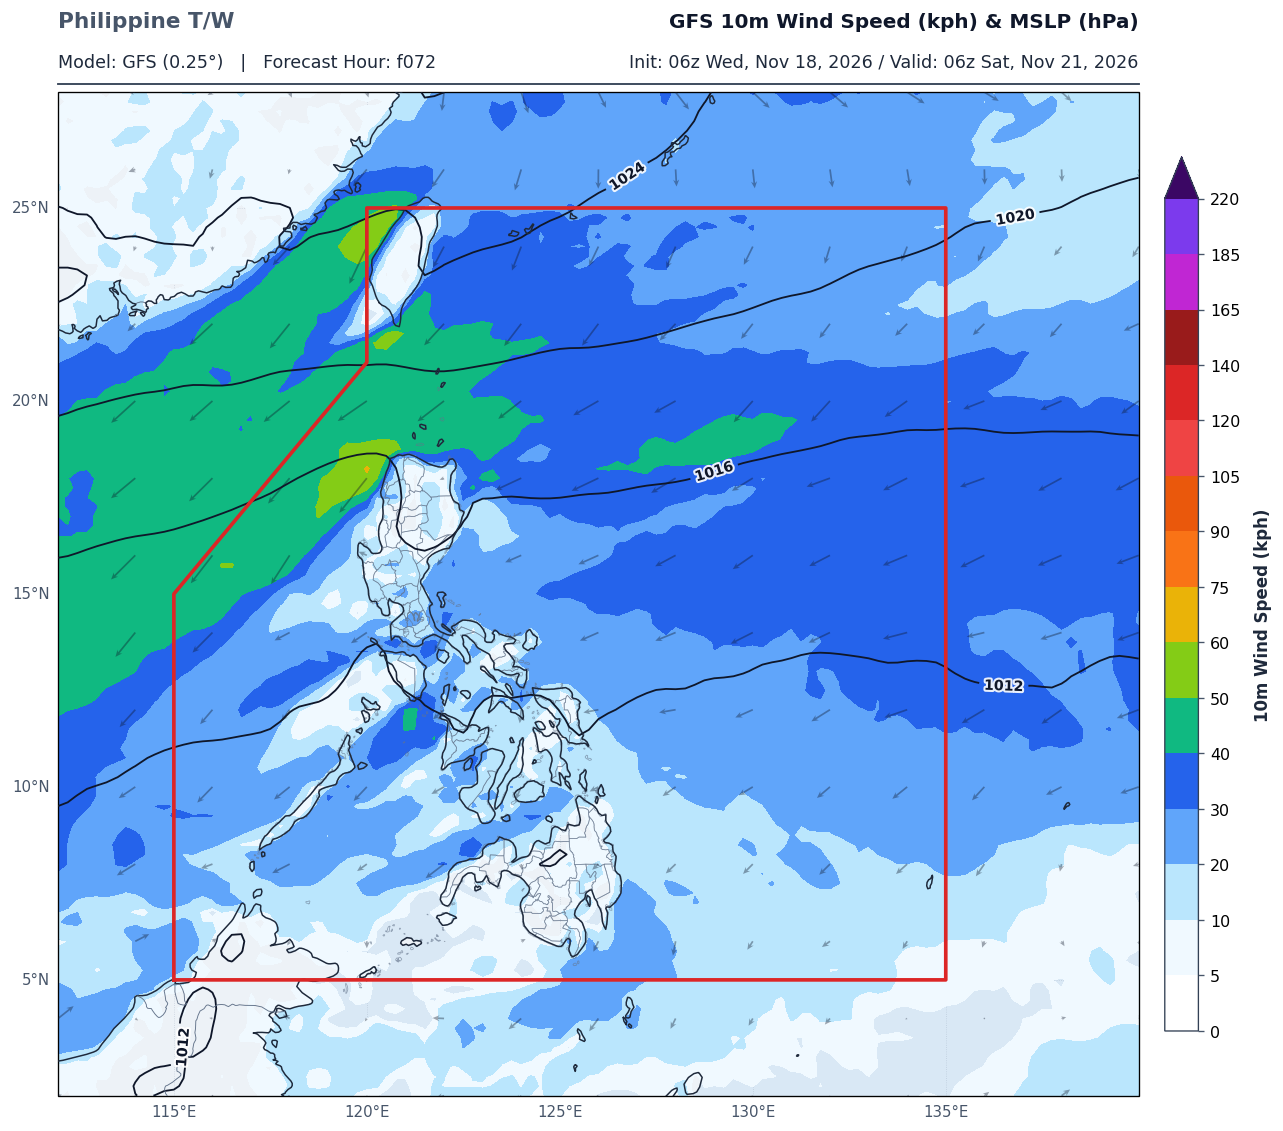 Philippine T/W
GFS 10m Wind Speed (kph) & MSLP (hPa)
Model: GFS (0.25°) | Forecast Hour: f072
Init: 06z Wed, Nov 18, 2026 / Valid: 06z Sat, Nov 21, 2026
1024
1020
1016
1012
1012
25°N
20°N
15°N
10°N
5°N
115°E
120°E
125°E
130°E
135°E
220
185
165
140
120
105
90
75
60
50
40
30
20
10
5
0
10m Wind Speed (kph)